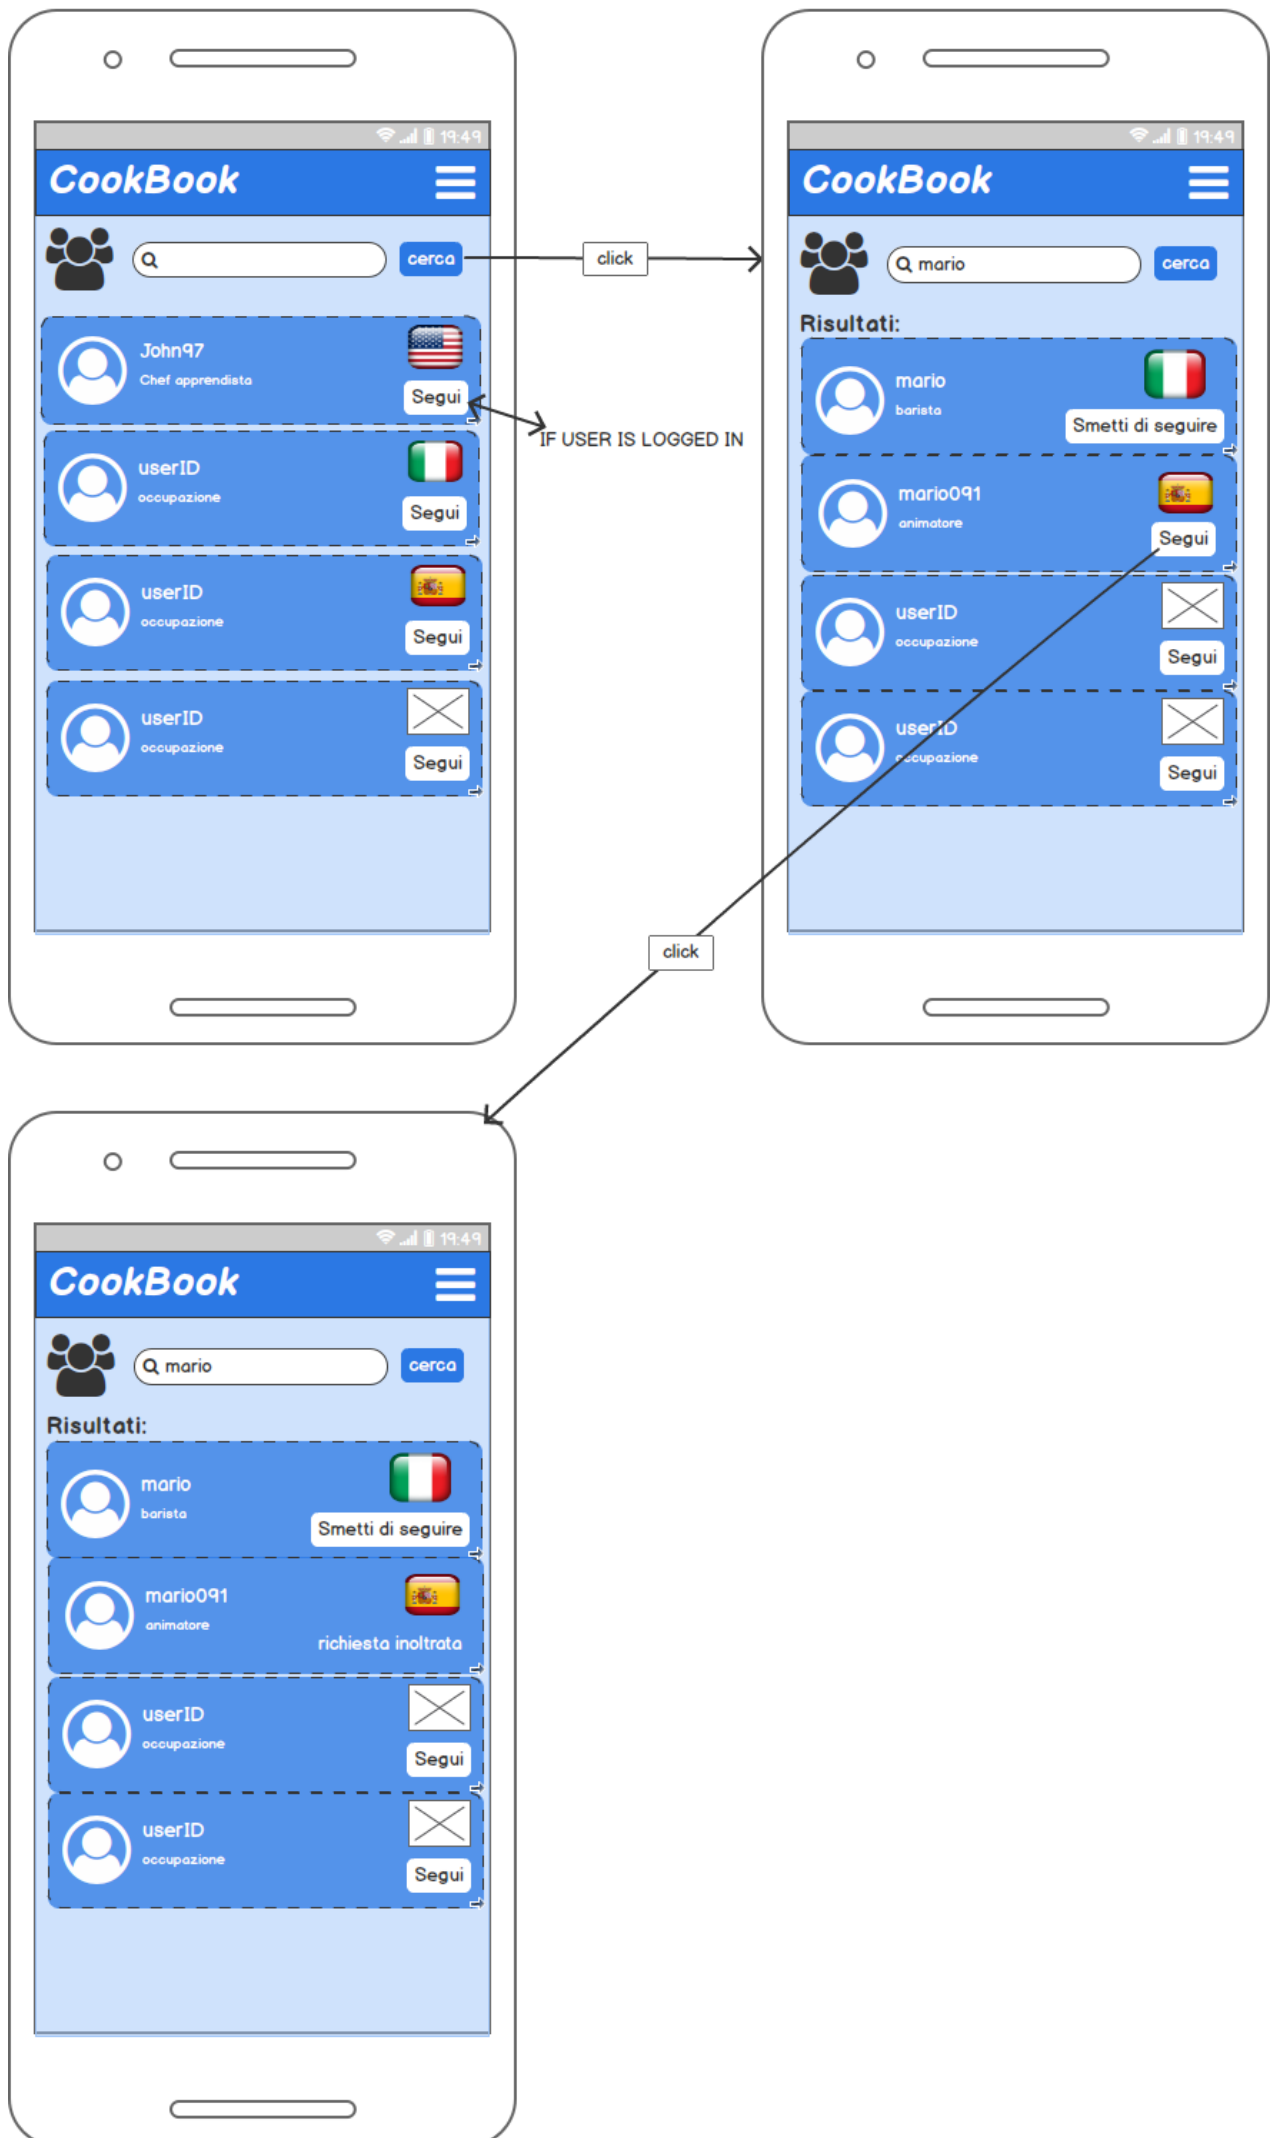 19:49
CookBook
cerca
John97
Chef apprendista
Segui
userID
occupazione
Segui
userID
occupazione
Segui
userID
occupazione
Segui
click
IF USER IS LOGGED IN
19:49
CookBook
mario
cerca
Risultati:
mario
barista
Smetti di seguire
mario091
animatore
Segui
userID
occupazione
Segui
userID
occupazione
Segui
click
19:49
CookBook
mario
cerca
Risultati:
mario
barista
Smetti di seguire
mario091
animatore
richiesta inoltrata
userID
occupazione
Segui
userID
occupazione
Segui